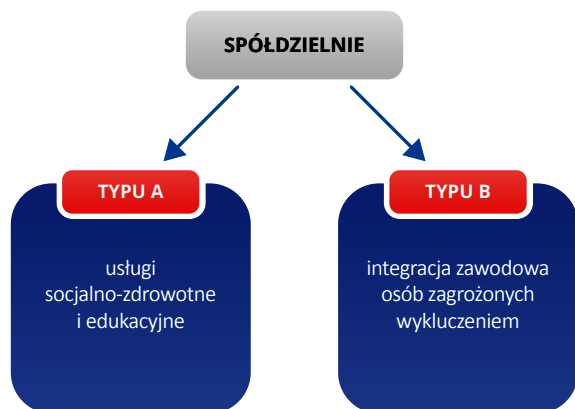 SPÓŁDZIELNIE
TYPU A
usługi
socjalno-zdrowotne
i edukacyjne
TYPU B
integracja zawodowa
osób zagrożonych
wykluczeniem